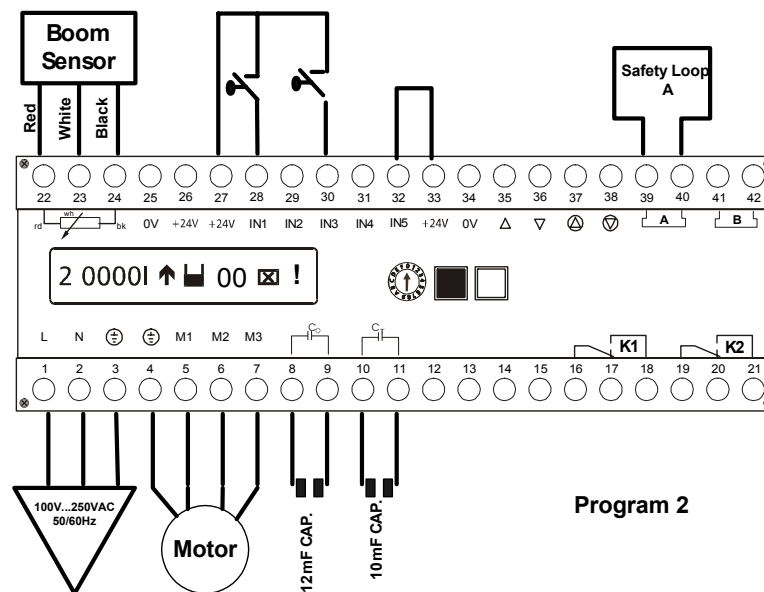 Boom
Sensor
Red
White
Black
Safety Loop
A
22 23 24 25 26 27 28 29 30 31 32 33 34 35 36 37 38 39 40 41 42
rd wh bk 0V +24V +24V IN1 IN2 IN3 IN4 IN5 +24V 0V A B
2 0000I 00 !
L N M1 M2 M3 C K1 K2
1 2 3 4 5 6 7 8 9 10 11 12 13 14 15 16 17 18 19 20 21
100V...250VAC
50/60Hz
Motor
12mF CAP.
10mF CAP.
Program 2